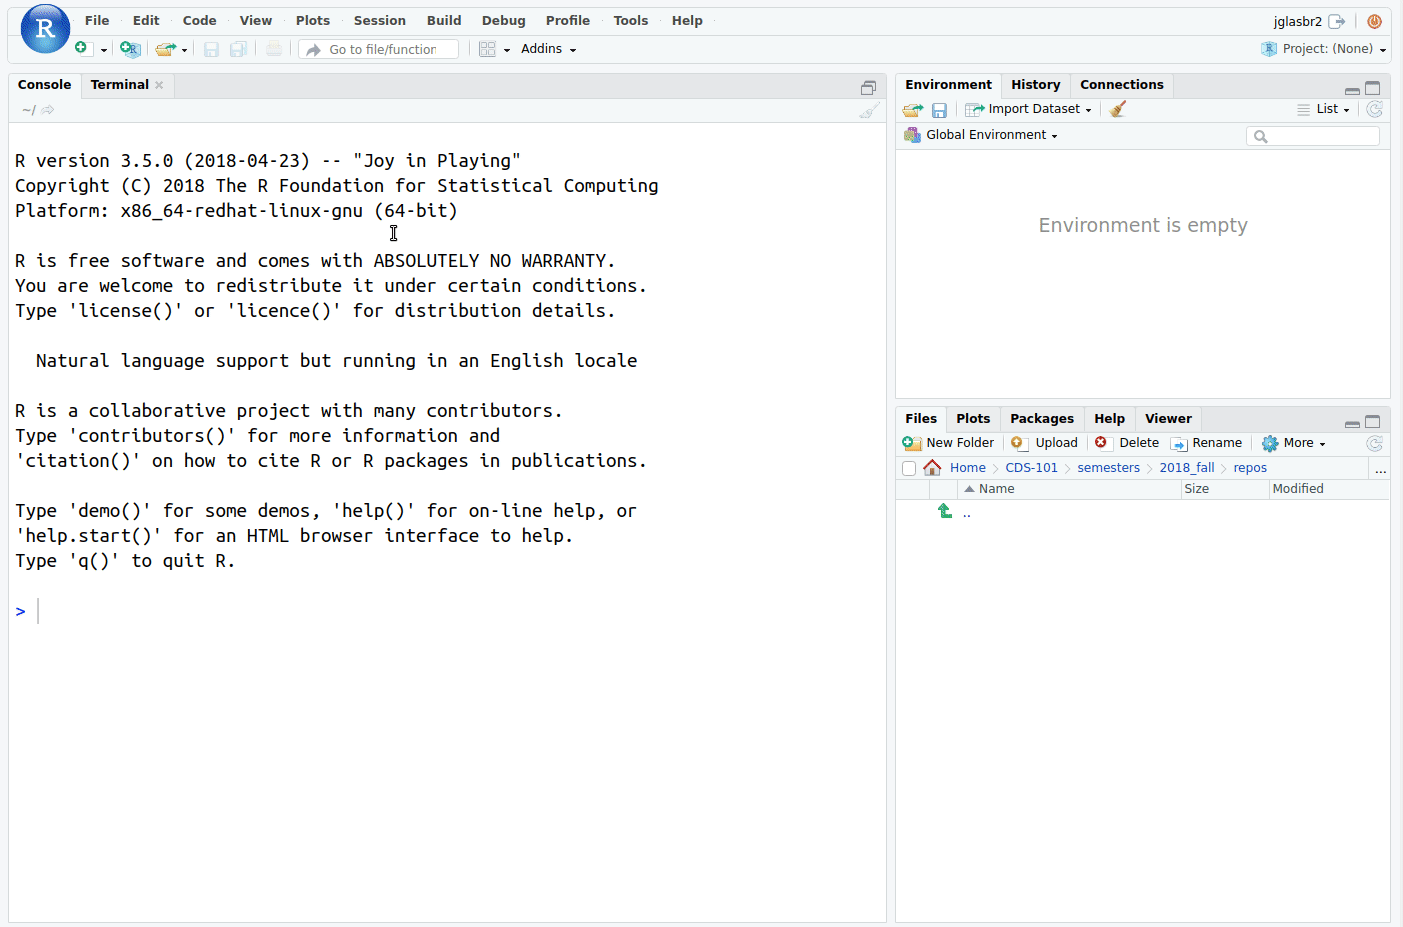 R
File Edit Code View Plots Session Build Debug Profile Tools Help
jglasbr2
Go to file/function
Addins
Project: (None)
Console Terminal
~/
R version 3.5.0 (2018-04-23) -- "Joy in Playing"
Copyright (C) 2018 The R Foundation for Statistical Computing
Platform: x86_64-redhat-linux-gnu (64-bit)
R is free software and comes with ABSOLUTELY NO WARRANTY.
You are welcome to redistribute it under certain conditions.
Type 'license()' or 'licence()' for distribution details.
Natural language support but running in an English locale
R is a collaborative project with many contributors.
Type 'contributors()' for more information and
'citation()' on how to cite R or R packages in publications.
Type 'demo()' for some demos, 'help()' for on-line help, or
'help.start()' for an HTML browser interface to help.
Type 'q()' to quit R.
>
Environment History Connections
Import Dataset
List
Global Environment
Environment is empty
Files Plots Packages Help Viewer
New Folder Upload Delete Rename More
Home > CDS-101 > semesters > 2018_fall > repos ...
Name Size Modified
..